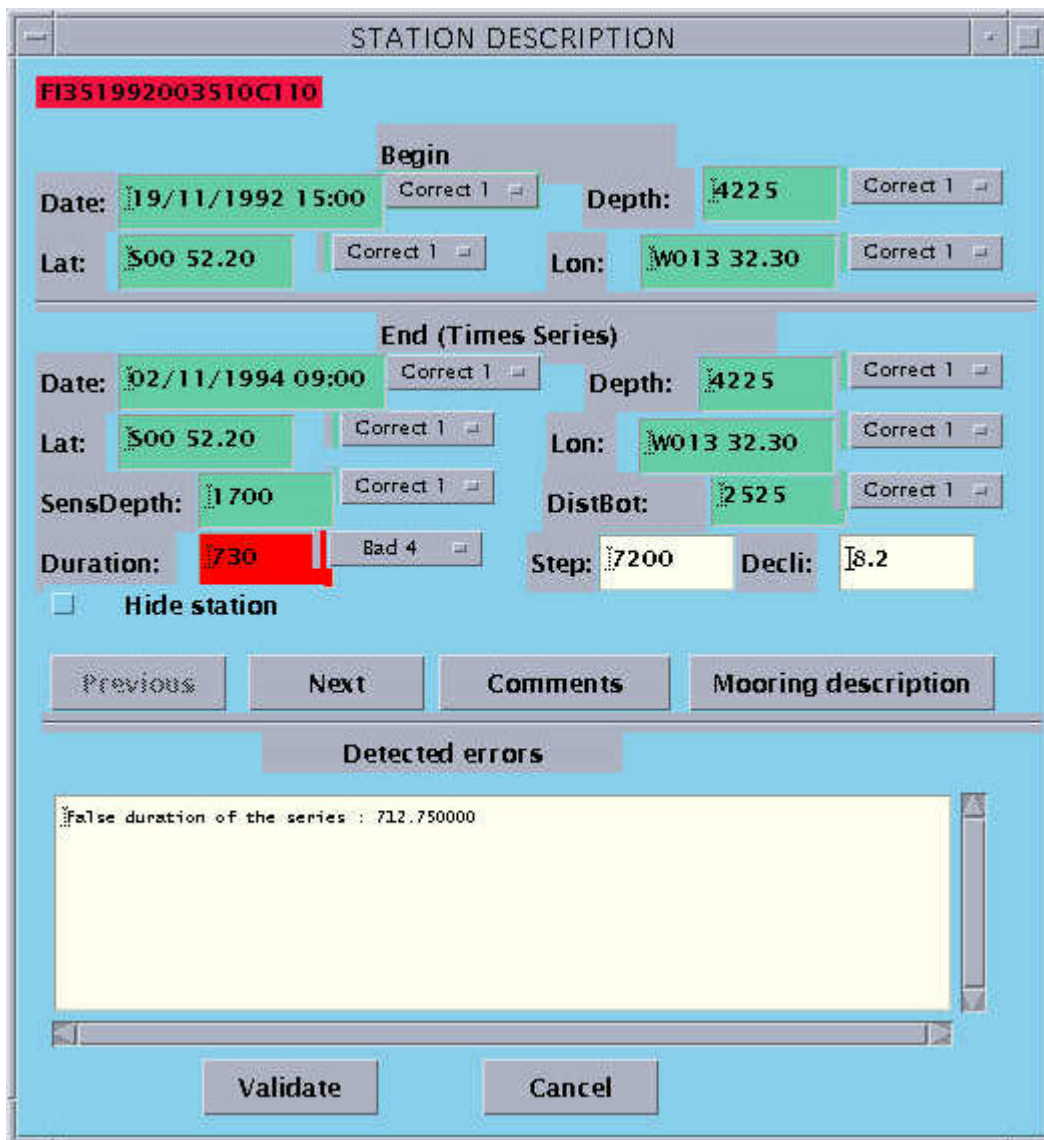 STATION DESCRIPTION
FI351992003510C110
Begin
Date: 19/11/1992 15:00 Correct 1 Depth: 4225 Correct 1
Lat: S00 52.20 Correct 1 Lon: W013 32.30 Correct 1
End (Times Series)
Date: 02/11/1994 09:00 Correct 1 Depth: 4225 Correct 1
Lat: S00 52.20 Correct 1 Lon: W013 32.30 Correct 1
SensDepth: 1700 Correct 1 DistBot: 2525 Correct 1
Duration: 730 Bad 4 Step: 7200 Decli: 8.2
Hide station
Previous Next Comments Mooring description
Detected errors
False duration of the series : 712.750000
Validate Cancel